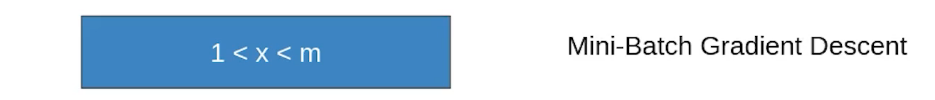 1 < x < m
Mini-Batch Gradient Descent